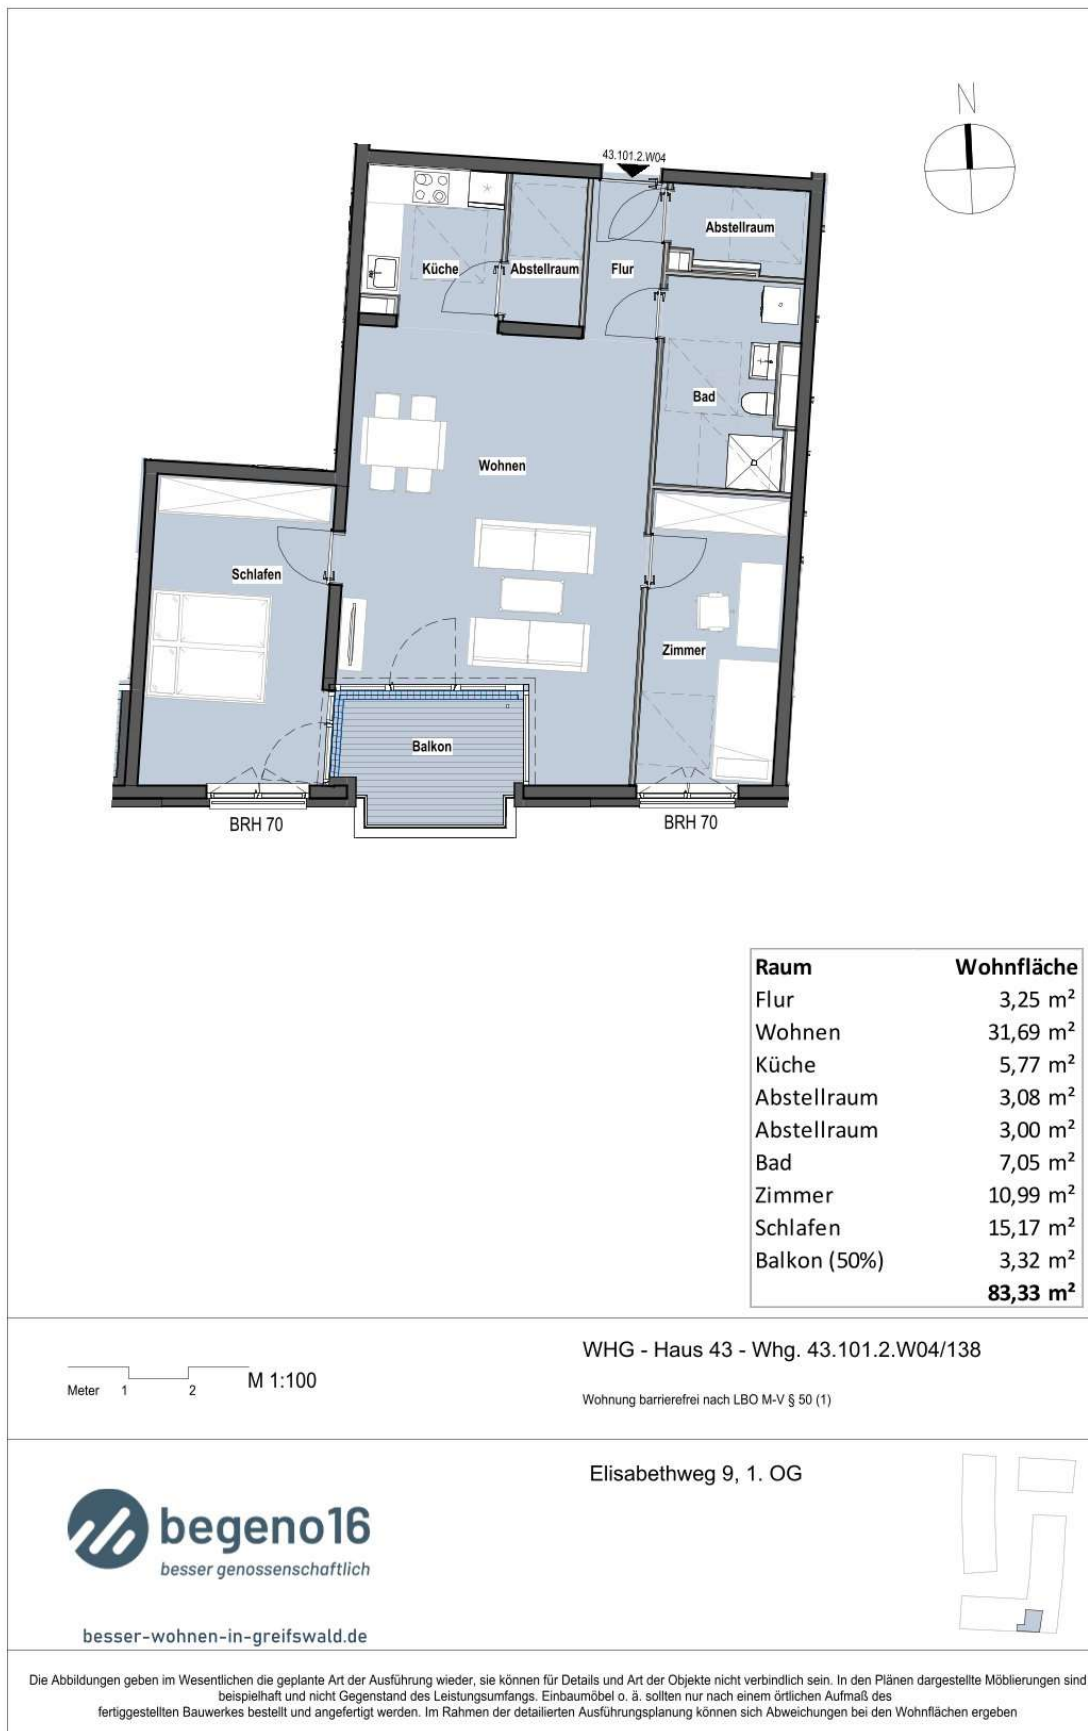 N
43.101.2.W04
Abstellraum
Küche
Abstellraum
Flur
Bad
Wohnen
Schlafen
Zimmer
Balkon
BRH 70
BRH 70
Raum Wohnfläche
Flur 3,25 m²
Wohnen 31,69 m²
Küche 5,77 m²
Abstellraum 3,08 m²
Abstellraum 3,00 m²
Bad 7,05 m²
Zimmer 10,99 m²
Schlafen 15,17 m²
Balkon (50%) 3,32 m²
83,33 m²
WHG - Haus 43 - Whg. 43.101.2.W04/138
Meter 1 2 M 1:100
Wohnung barrierefrei nach LBO M-V § 50 (1)
Elisabethweg 9, 1. OG
begeno16
besser genossenschaftlich
besser-wohnen-in-greifswald.de
Die Abbildungen geben im Wesentlichen die geplante Art der Ausführung wieder, sie können für Details und Art der Objekte nicht verbindlich sein. In den Plänen dargestellte Möblierungen sind
beispielhaft und nicht Gegenstand des Leistungsumfangs. Einbaumöbel o. ä. sollten nur nach einem örtlichen Aufmaß des
fertiggestellten Bauwerkes bestellt und angefertigt werden. Im Rahmen der detailierten Ausführungsplanung können sich Abweichungen bei den Wohnflächen ergeben